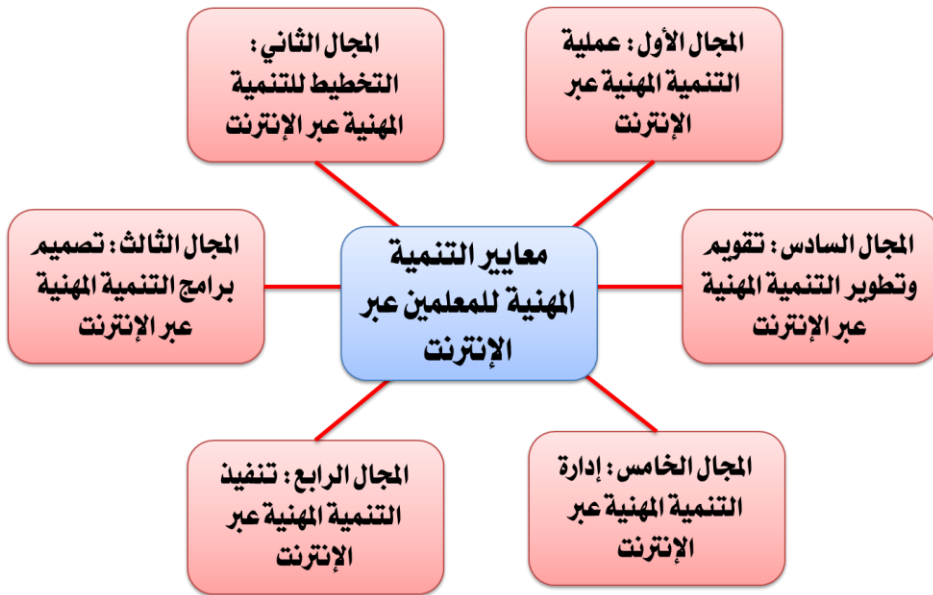 المجال الأول: عملية
التنمية المهنية عبر
الإنترنت
المجال الثاني:
التخطيط للتنمية
المهنية عبر الإنترنت
المجال السادس: تقويم
وتطوير التنمية المهنية
عبر الإنترنت
معايير التنمية
المهنية للمعلمين عبر
الإنترنت
المجال الثالث: تصميم
برامج التنمية المهنية
عبر الإنترنت
المجال الخامس: إدارة
التنمية المهنية عبر
الإنترنت
المجال الرابع: تنفيذ
التنمية المهنية عبر
الإنترنت